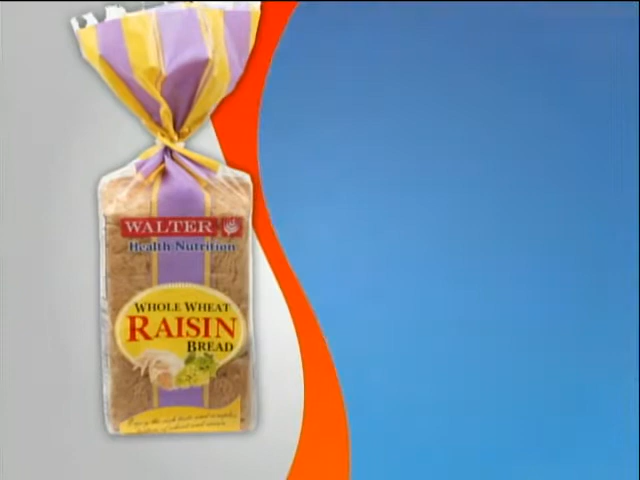 WALTER
Health Nutrition
WHOLE WHEAT
RAISIN
BREAD